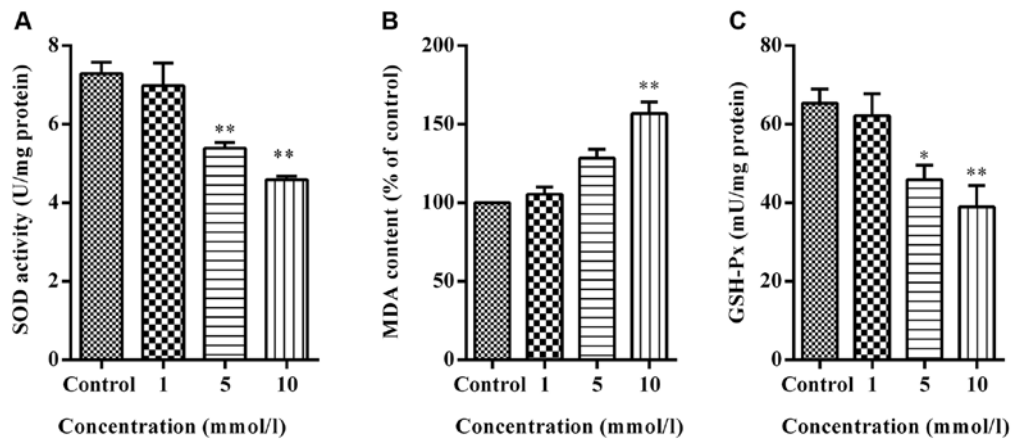 A
SOD activity (U/mg protein)
8
6
4
2
0
**
**
Control 1 5 10
Concentration (mmol/l)
B
MDA content (% of control)
200
150
100
50
0
**
Control 1 5 10
Concentration (mmol/l)
C
GSH-Px (mU/mg protein)
80
60
40
20
0
*
**
Control 1 5 10
Concentration (mmol/l)